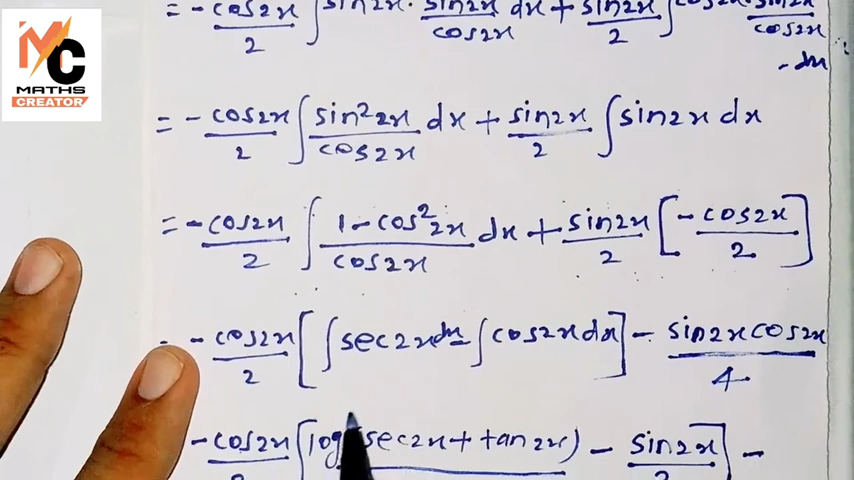 MC
MATHS
CREATOR
= -cos2x/2 ∫ sin2x · sin2x/cos2x dx + sin2x/2 ∫ cos2x · sin2x/cos2x · dx
= -cos2x/2 ∫ sin²2x/cos2x dx + sin2x/2 ∫ sin2x dx
= -cos2x/2 ∫ 1-cos²2x/cos2x dx + sin2x/2 [-cos2x/2]
-cos2x/2 [∫ sec2x dx - ∫ cos2x dx] - sin2x cos2x/4
-cos2x/2 [log(sec2x + tan2x) - sin2x/2] -